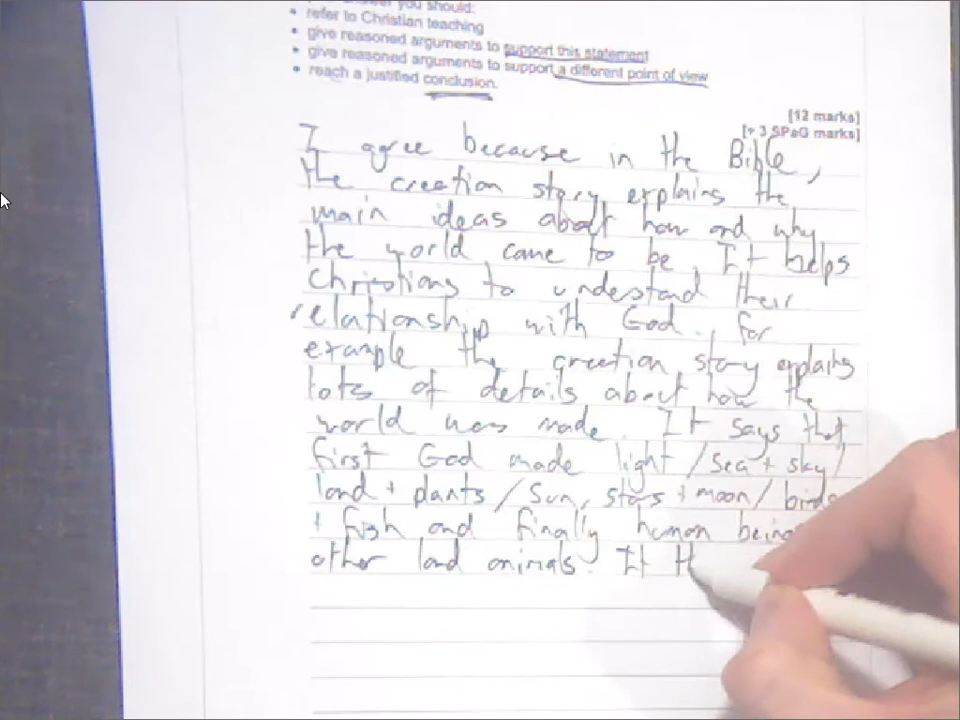 answer you should:
• refer to Christian teaching
• give reasoned arguments to support this statement
• give reasoned arguments to support a different point of view
• reach a justified conclusion.
[12 marks]
[+ 3 SPaG marks]
I agree because in the Bible,
the creation story explains the
main ideas about how and why
the world came to be. It helps
Christians to understand their
relationship with God. For
example the creation story explains
lots of details about how the
world was made. It says that
first God made light / sea + sky /
land + plants / Sun, stars + moon / birds
+ fish and finally human being
other land animals. It th